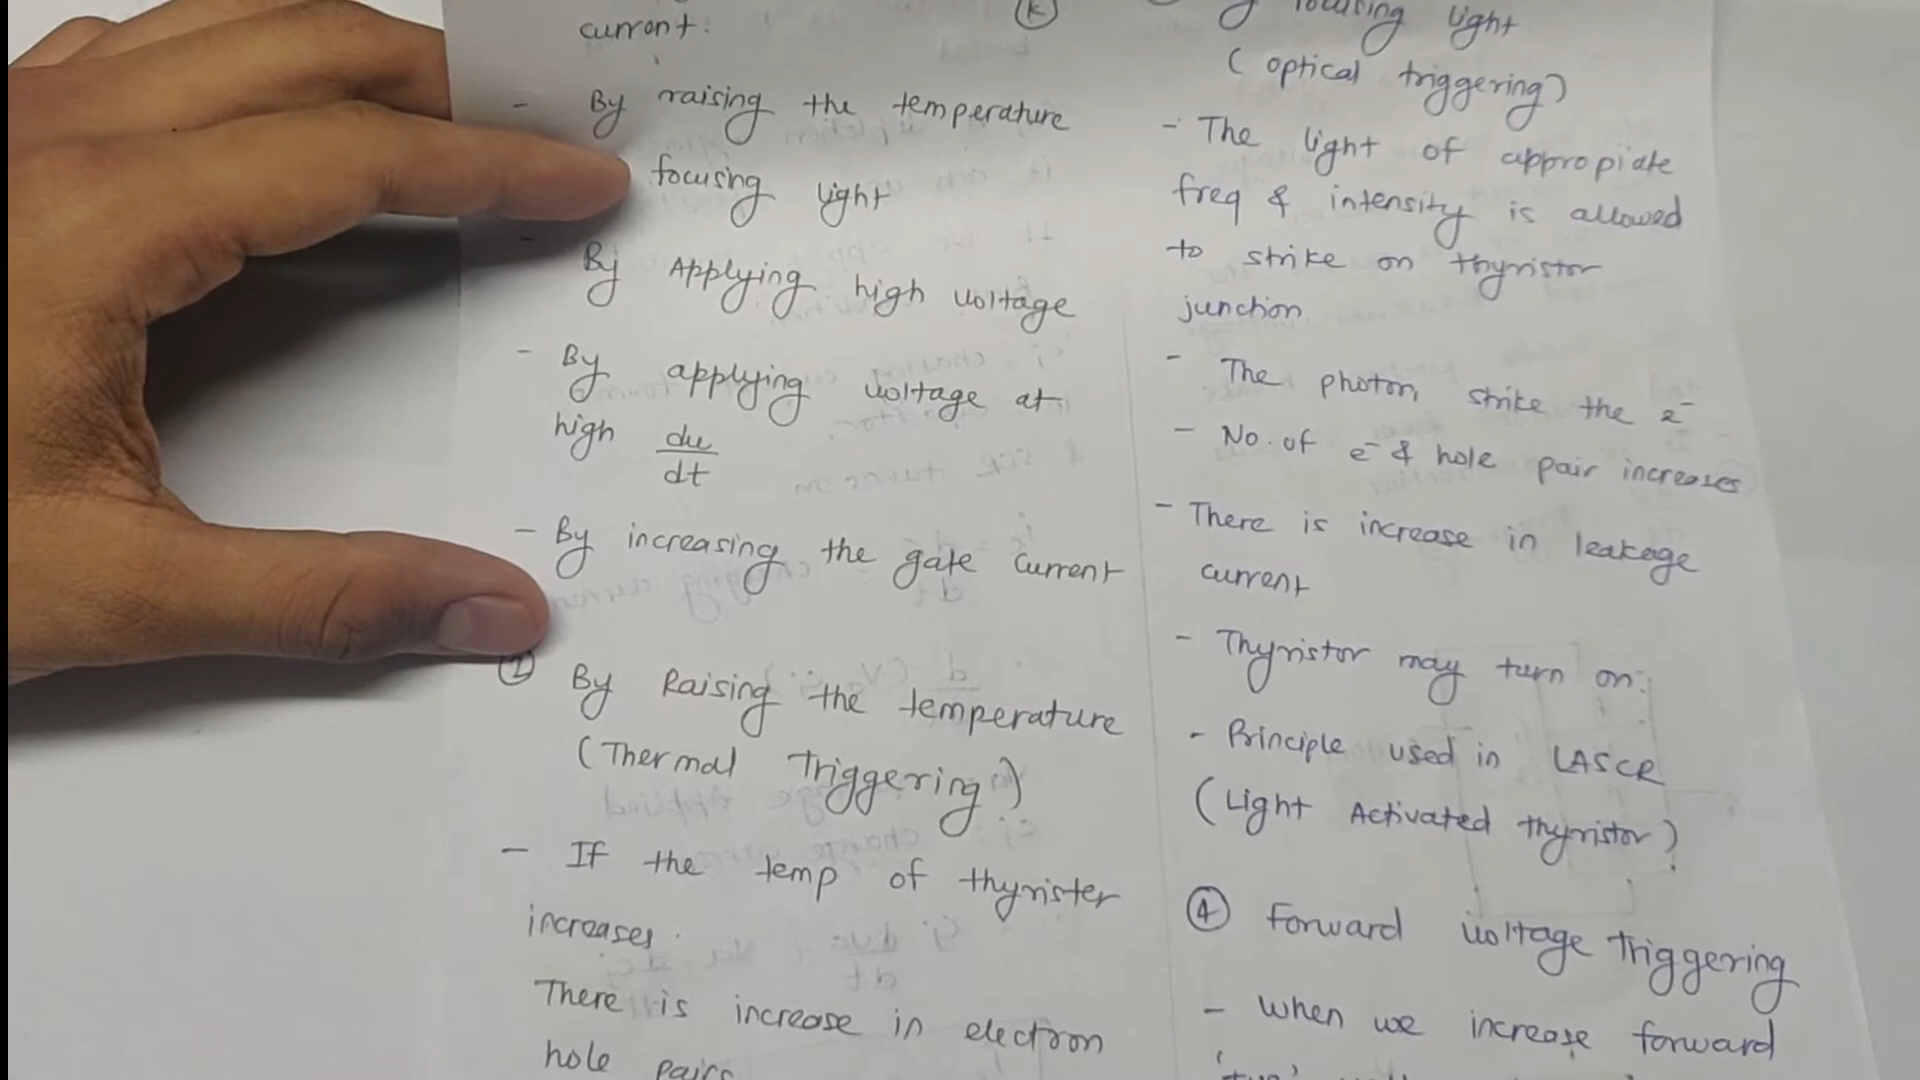 current.
- By raising the temperature
focusing light
- By Applying high voltage
- By applying voltage at
high du/dt
- By increasing the gate current
By Raising the temperature
(Thermal Triggering)
- If the temp of thyrister
increases.
There is increase in electron
hole pairs
(K)
focusing light
(optical triggering)
- The light of appropiate
freq & intensity is allowed
to strike on thyristor
junction
- The photon, strike the e⁻
- No. of e⁻ & hole pair increases
- There is increase in leakage
current
- Thyristor may turn on.
- Principle used in LASCR
(Light Activated thyristor)
④ Forward voltage Triggering
- When we increase forward